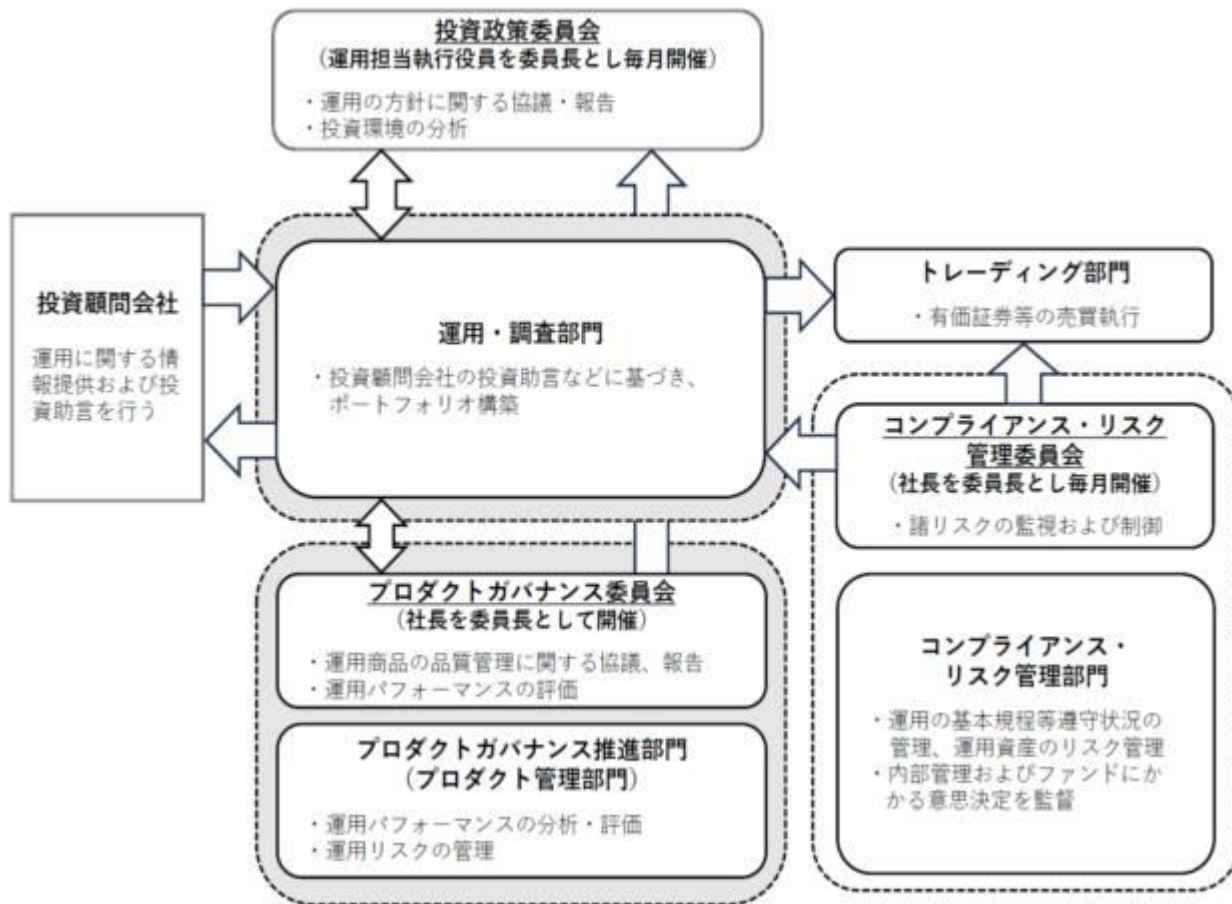 投資政策委員会
（運用担当執行役員を委員長とし毎月開催）
・運用の方針に関する協議・報告
・投資環境の分析
投資顧問会社
運用に関する情
報提供および投
資助言を行う
運用・調査部門
・投資顧問会社の投資助言などに基づき、
ポートフォリオ構築
トレーディング部門
・有価証券等の売買執行
コンプライアンス・リスク
管理委員会
（社長を委員長とし毎月開催）
・諸リスクの監視および制御
プロダクトガバナンス委員会
（社長を委員長として開催）
・運用商品の品質管理に関する協議、報告
・運用パフォーマンスの評価
プロダクトガバナンス推進部門
（プロダクト管理部門）
・運用パフォーマンスの分析・評価
・運用リスクの管理
コンプライアンス・
リスク管理部門
・運用の基本規程等遵守状況の
管理、運用資産のリスク管理
・内部管理およびファンドにか
かる意思決定を監督